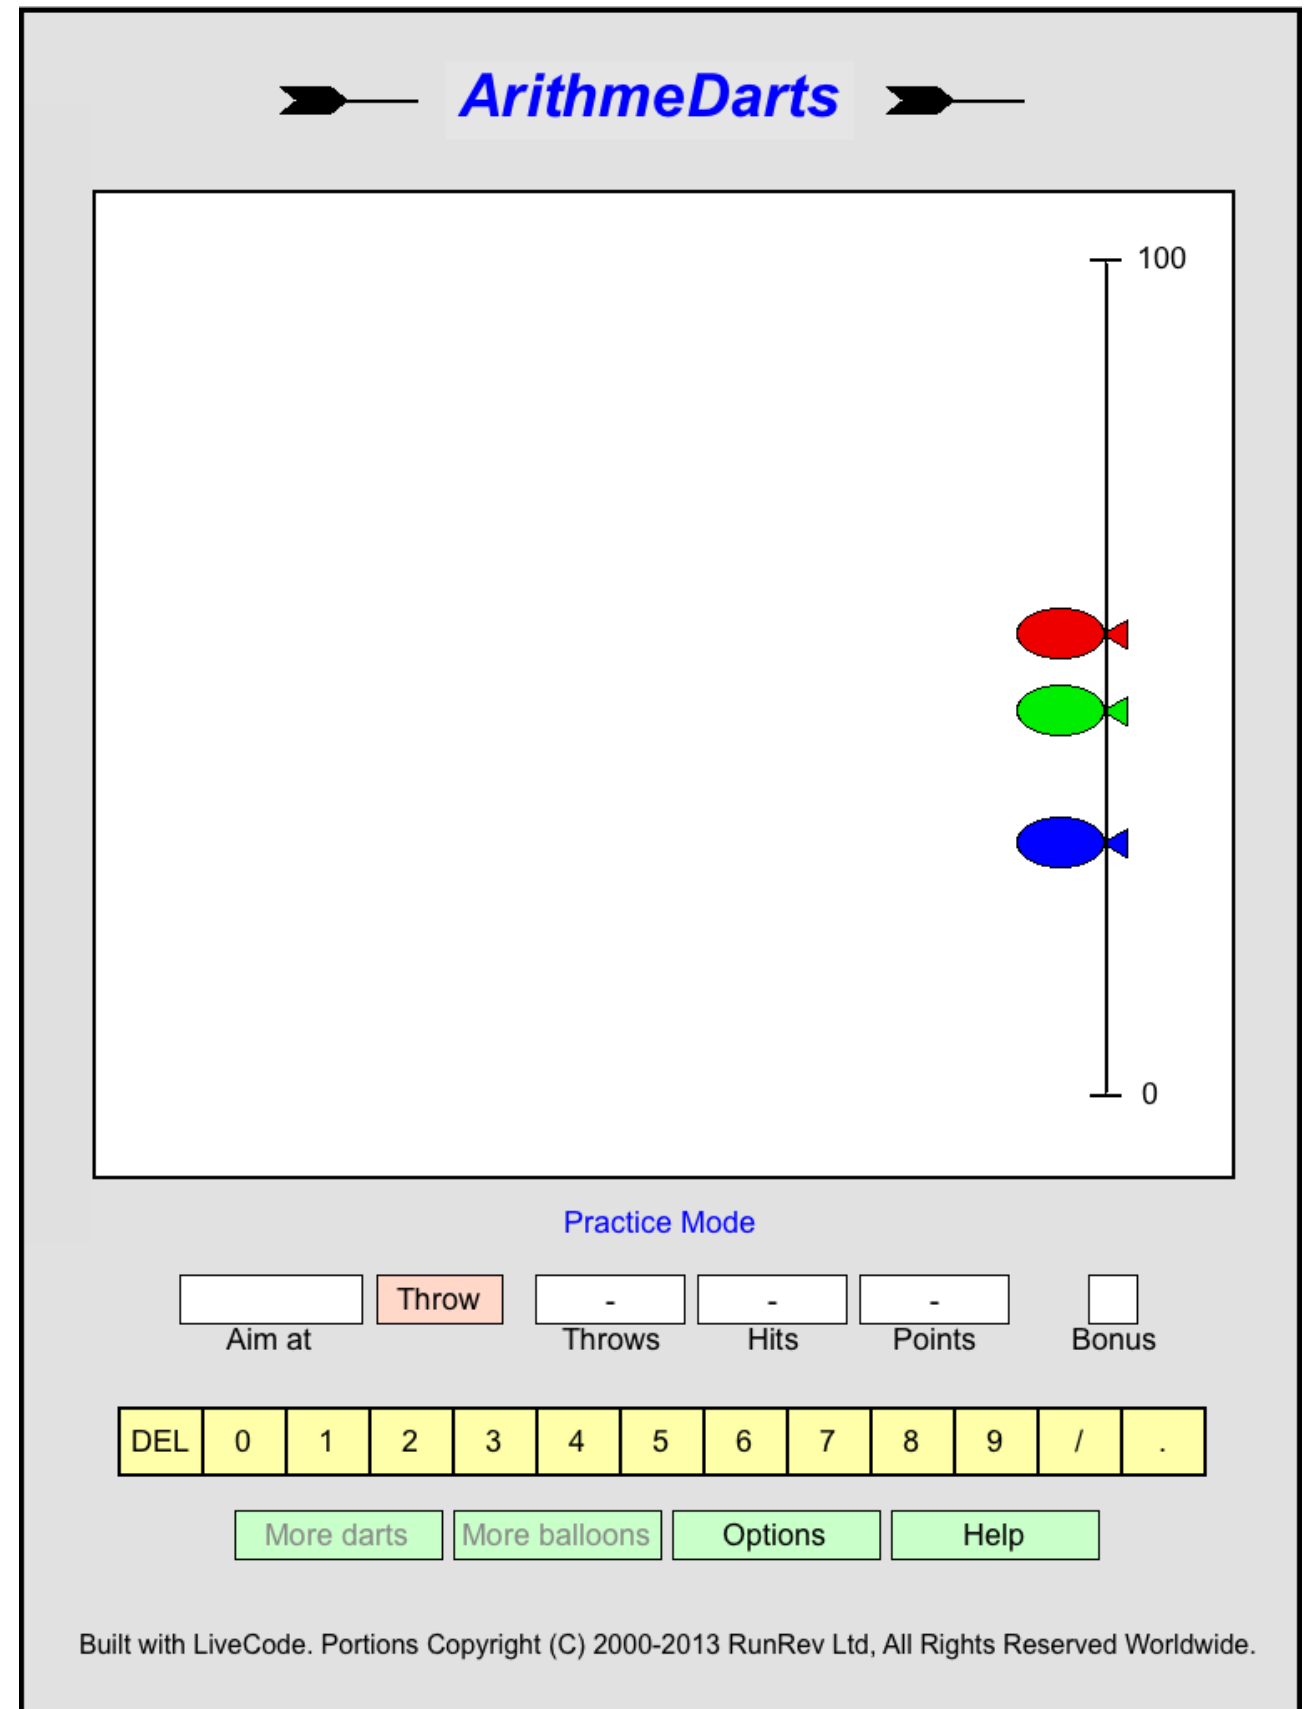 ArithmeDarts
100
0
Practice Mode
Throw - - -
Aim at Throws Hits Points Bonus
DEL 0 1 2 3 4 5 6 7 8 9 / .
More darts More balloons Options Help
Built with LiveCode. Portions Copyright (C) 2000-2013 RunRev Ltd, All Rights Reserved Worldwide.